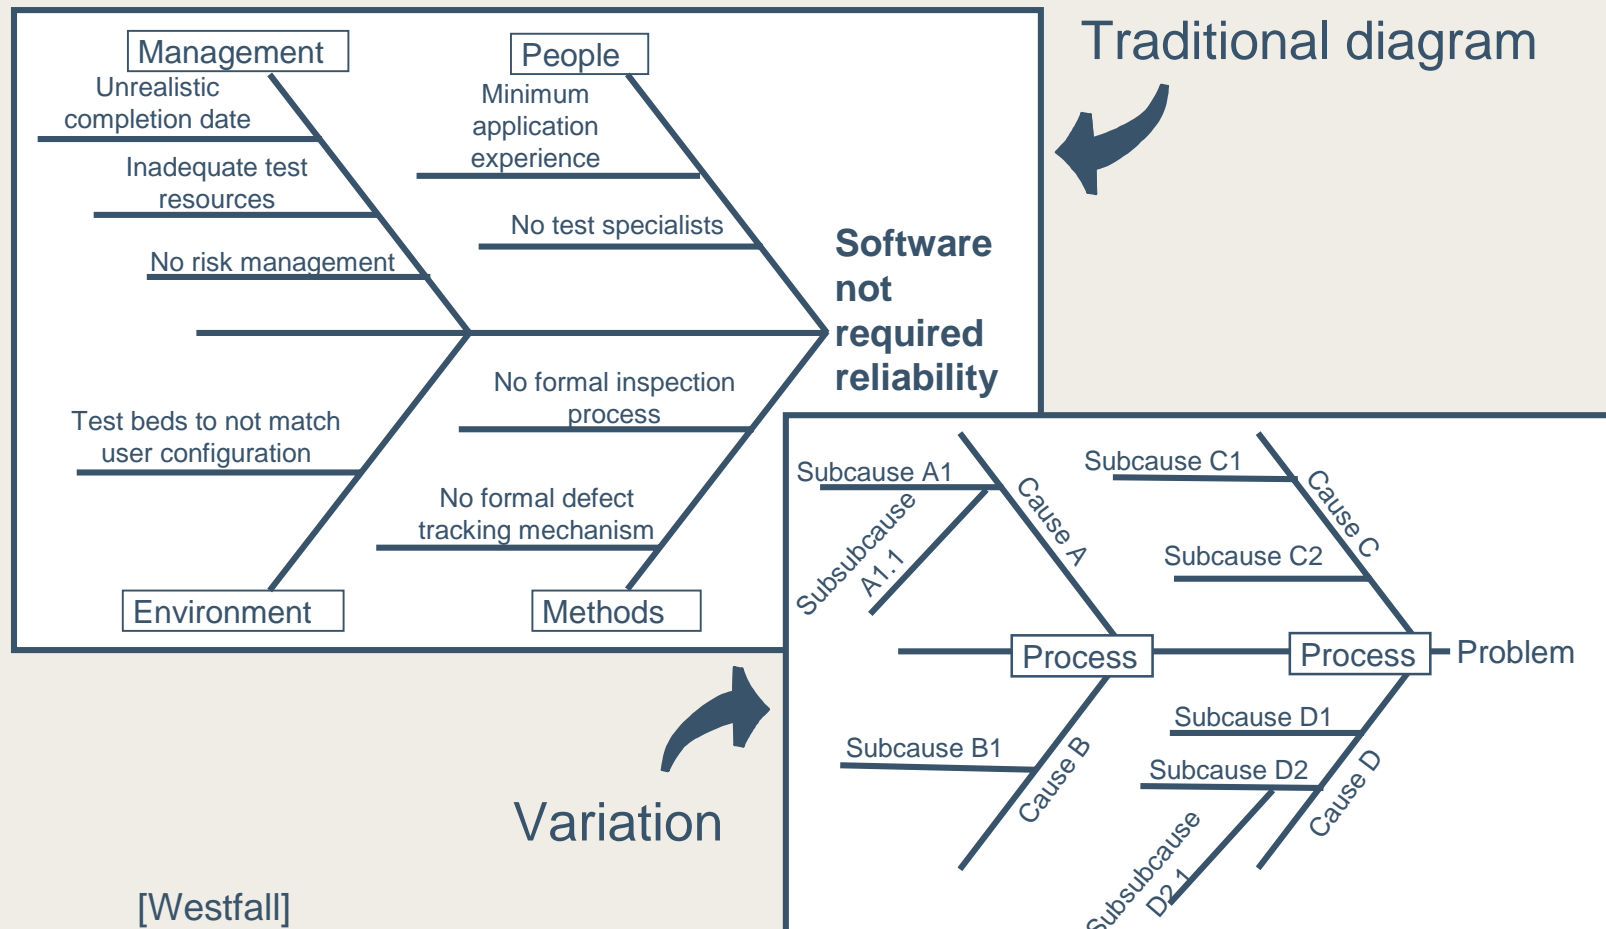 Traditional diagram
Management
Unrealistic
completion date
Inadequate test
resources
No risk management
People
Minimum
application
experience
No test specialists
Software
not
required
reliability
Test beds to not match
user configuration
Environment
No formal inspection
process
No formal defect
tracking mechanism
Methods
Variation
Subcause A1
Subsubcause
A1.1
Cause A
Subcause C1
Cause C
Subcause C2
Process
Process
Problem
Subcause B1
Cause B
Subcause D1
Subcause D2
Cause D
Subsubcause
D2.1
[Westfall]